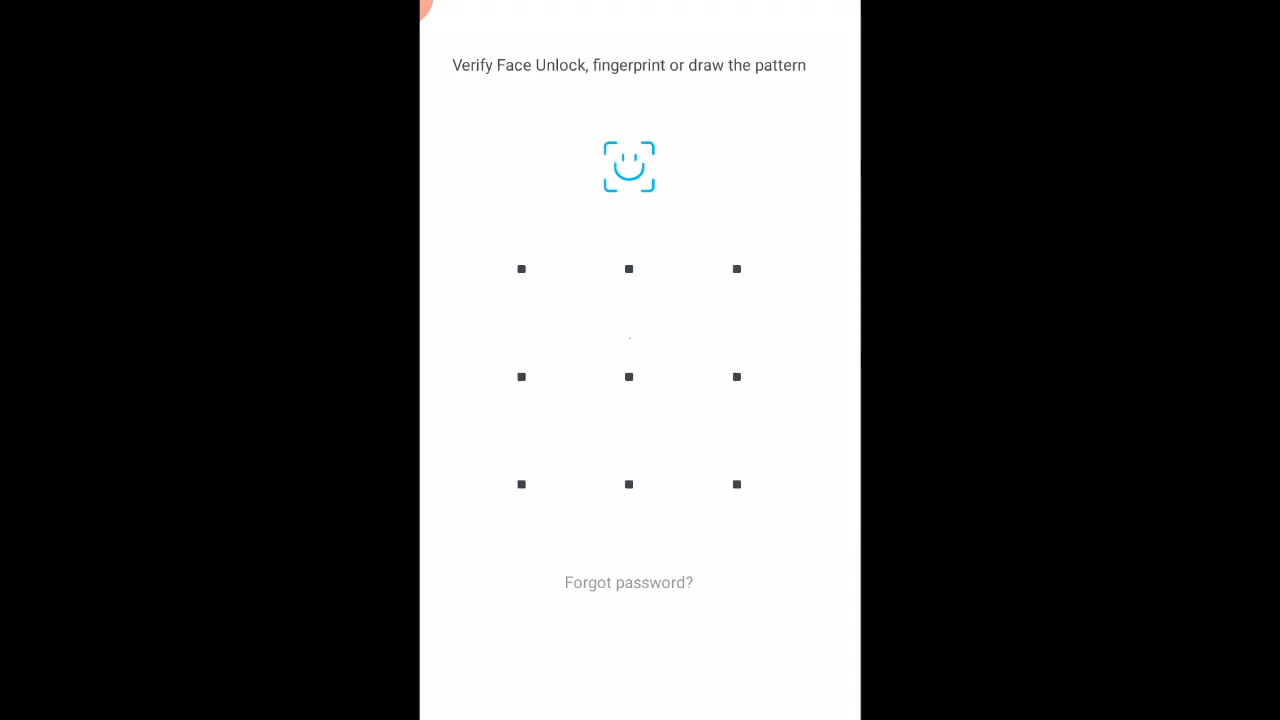 Verify Face Unlock, fingerprint or draw the pattern
Forgot password?